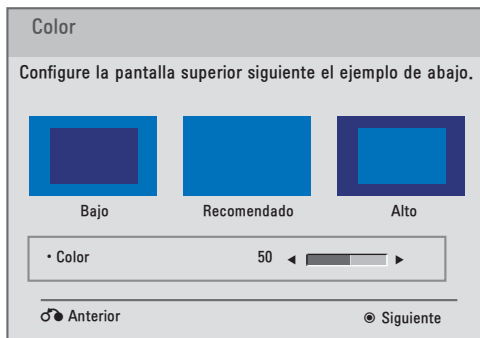 Color
Configure la pantalla superior siguiente el ejemplo de abajo.
Bajo Recomendado Alto
• Color 50
Anterior Siguiente